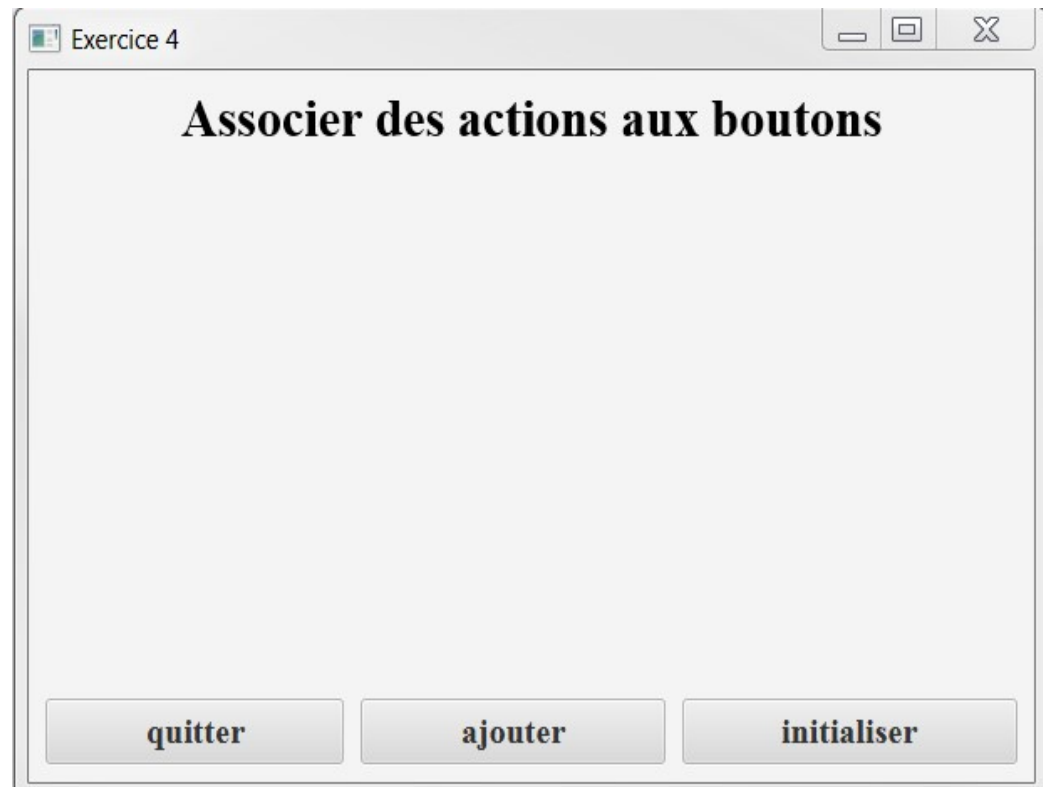 Exercice 4
Associer des actions aux boutons
quitter ajouter initialiser